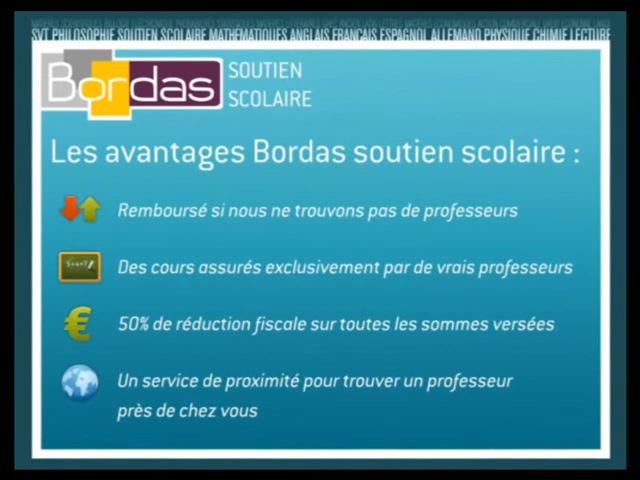 SVT PHILOSOPHIE SOUTIEN SCOLAIRE MATHÉMATIQUES ANGLAIS FRANÇAIS ESPAGNOL ALLEMAND PHYSIQUE CHIMIE LECTURE
Bordas
SOUTIEN
SCOLAIRE
Les avantages Bordas soutien scolaire :
Remboursé si nous ne trouvons pas de professeurs
Des cours assurés exclusivement par de vrais professeurs
50% de réduction fiscale sur toutes les sommes versées
Un service de proximité pour trouver un professeur
près de chez vous